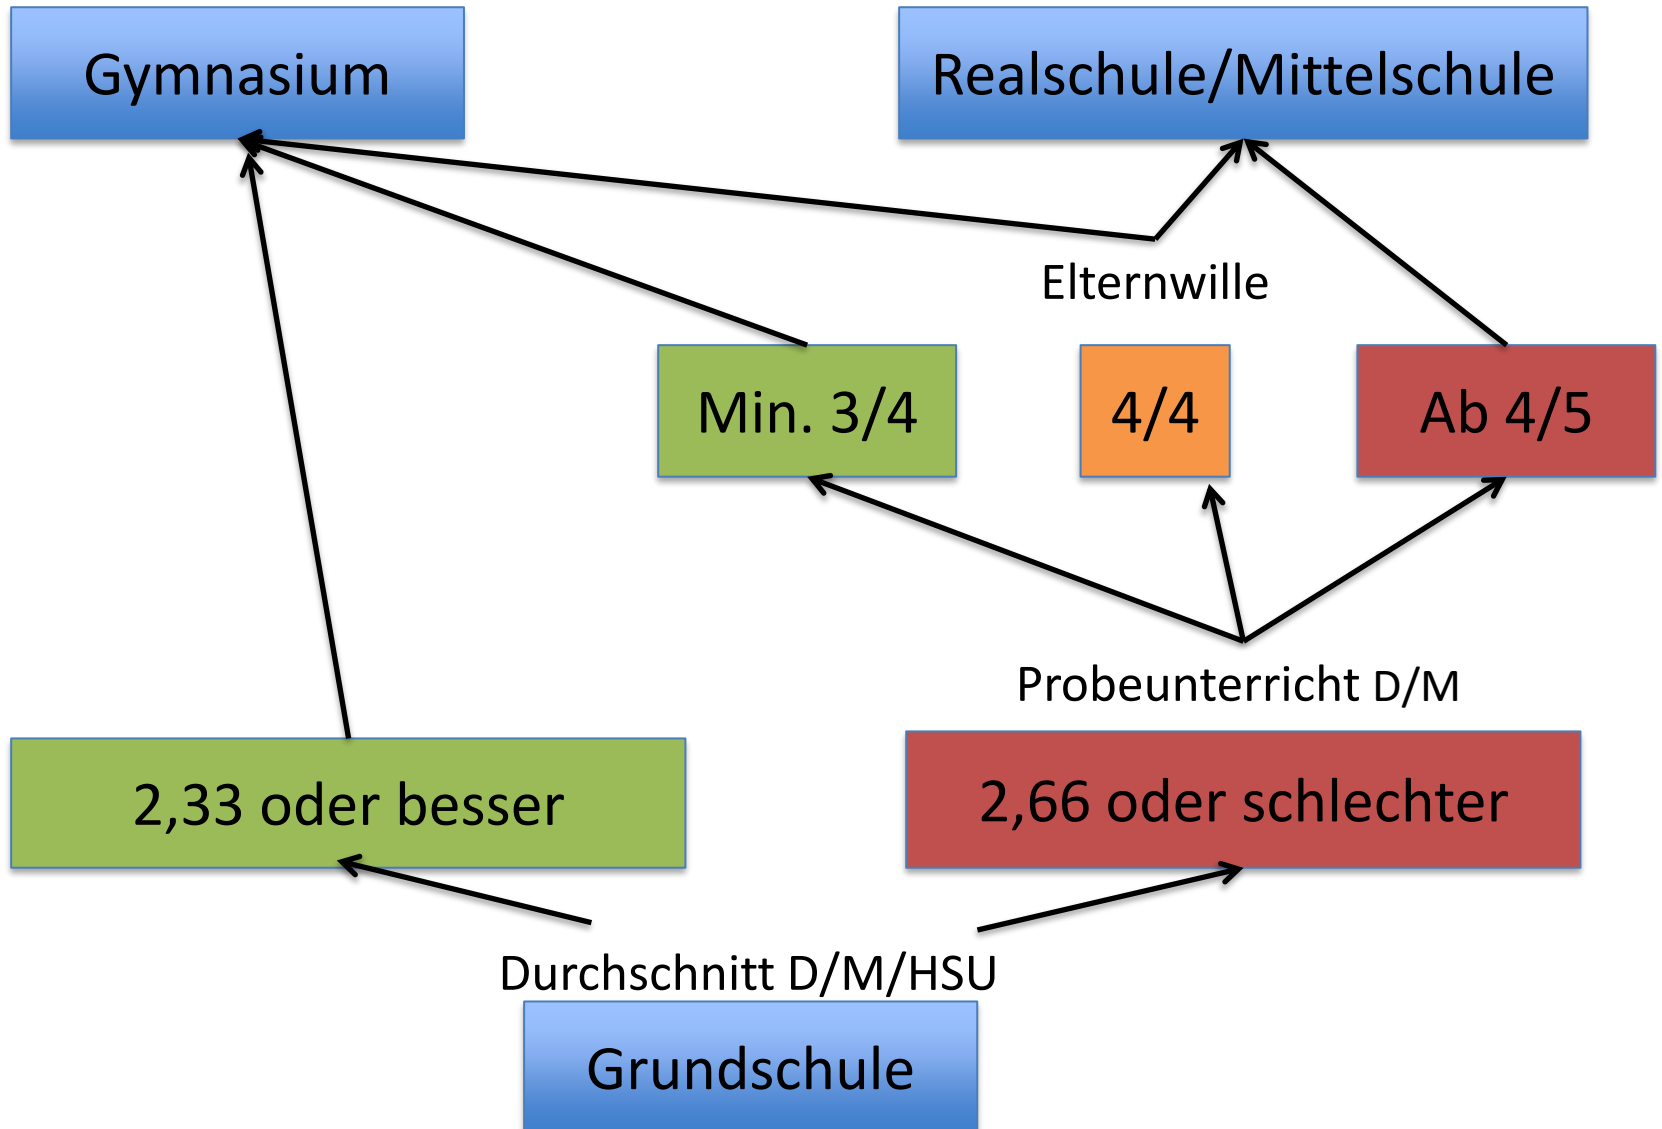 Gymnasium
Realschule/Mittelschule
Elternwille
Min. 3/4
4/4
Ab 4/5
Probeunterricht D/M
2,33 oder besser
2,66 oder schlechter
Durchschnitt D/M/HSU
Grundschule